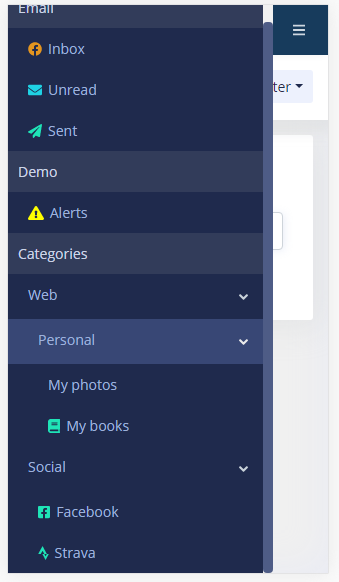 Email
Inbox
Unread
Sent
Demo
Alerts
Categories
Web
Personal
My photos
My books
Social
Facebook
Strava
ter